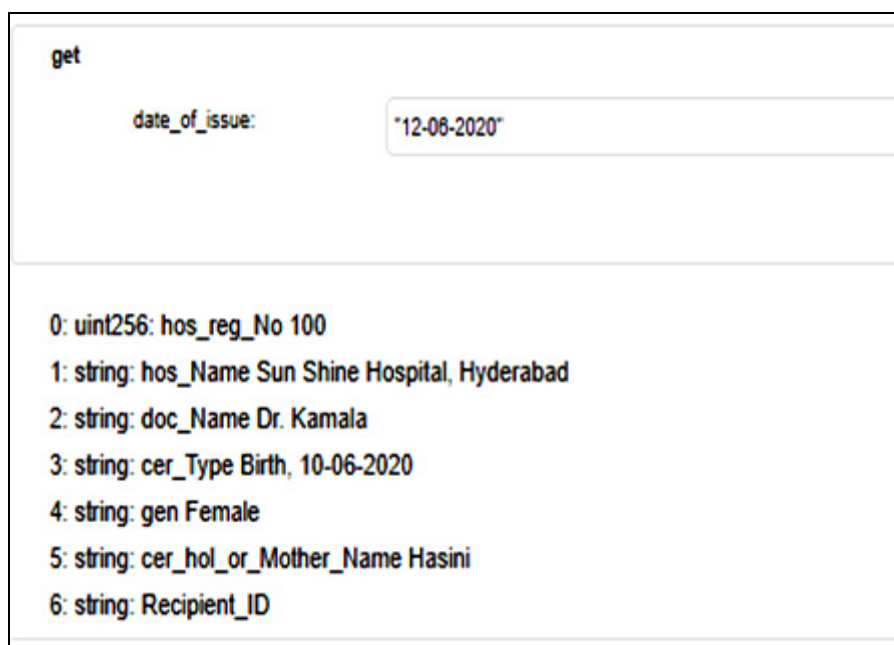 get
date_of_issue: "12-06-2020"
0: uint256: hos_reg_No 100
1: string: hos_Name Sun Shine Hospital, Hyderabad
2: string: doc_Name Dr. Kamala
3: string: cer_Type Birth, 10-06-2020
4: string: gen Female
5: string: cer_hol_or_Mother_Name Hasini
6: string: Recipient_ID